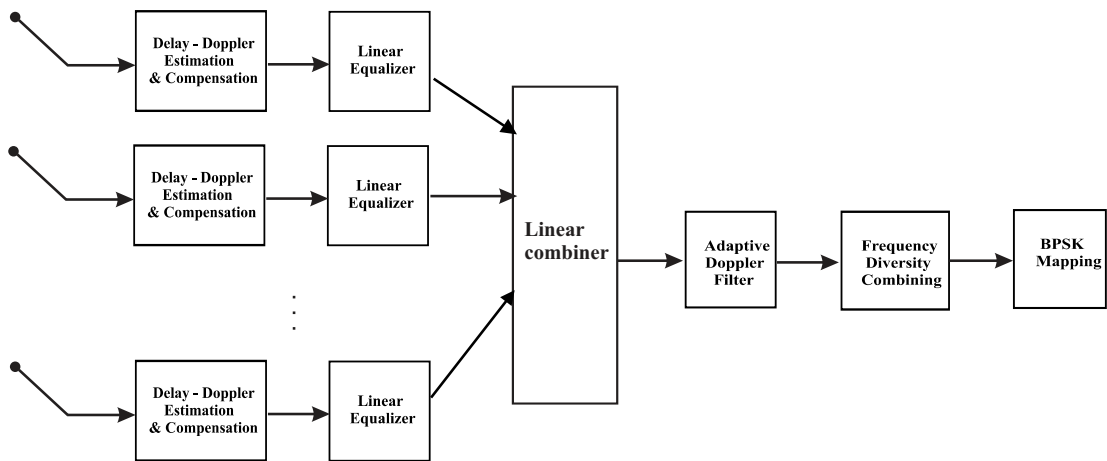 Delay - Doppler
Estimation
& Compensation
Linear
Equalizer
Delay - Doppler
Estimation
& Compensation
Linear
Equalizer
Linear
combiner
Adaptive
Doppler
Filter
Frequency
Diversity
Combining
BPSK
Mapping
Delay - Doppler
Estimation
& Compensation
Linear
Equalizer